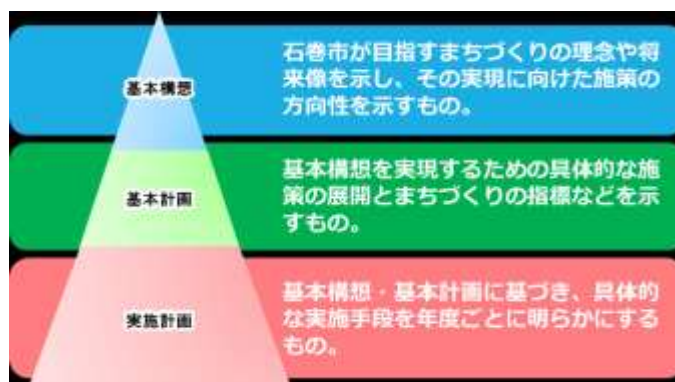 基本構想
石巻市が目指すまちづくりの理念や将
来像を示し、その実現に向けた施策の
方向性を示すもの。
基本計画
基本構想を実現するための具体的な施
策の展開とまちづくりの指標などを示
すもの。
実施計画
基本構想・基本計画に基づき、具体的
な実施手段を年度ごとに明らかにする
もの。